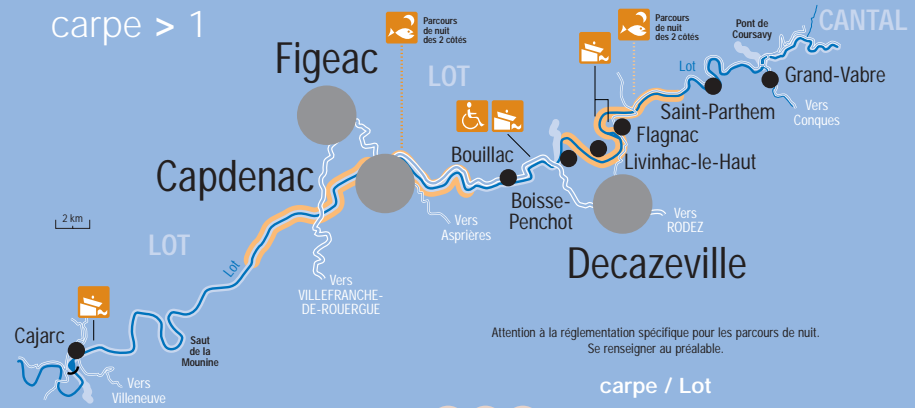 carpe > 1
Parcours
de nuit
des 2 côtés
Parcours
de nuit
des 2 côtés
Pont de
Coursavy
CANTAL
Figeac
LOT
Lot
Grand-Vabre
Saint-Parthem
Vers
Conques
Flagnac
Bouillac
Livinhac-le-Haut
Capdenac
Boisse-
Penchot
Vers
Asprières
Vers
RODEZ
2 km
LOT
Decazeville
Lot
Vers
VILLEFRANCHE-
DE-ROUERGUE
Cajarc
Saut
de la
Mounine
Attention à la réglementation spécifique pour les parcours de nuit.
Se renseigner au préalable.
Vers
Villeneuve
carpe / Lot